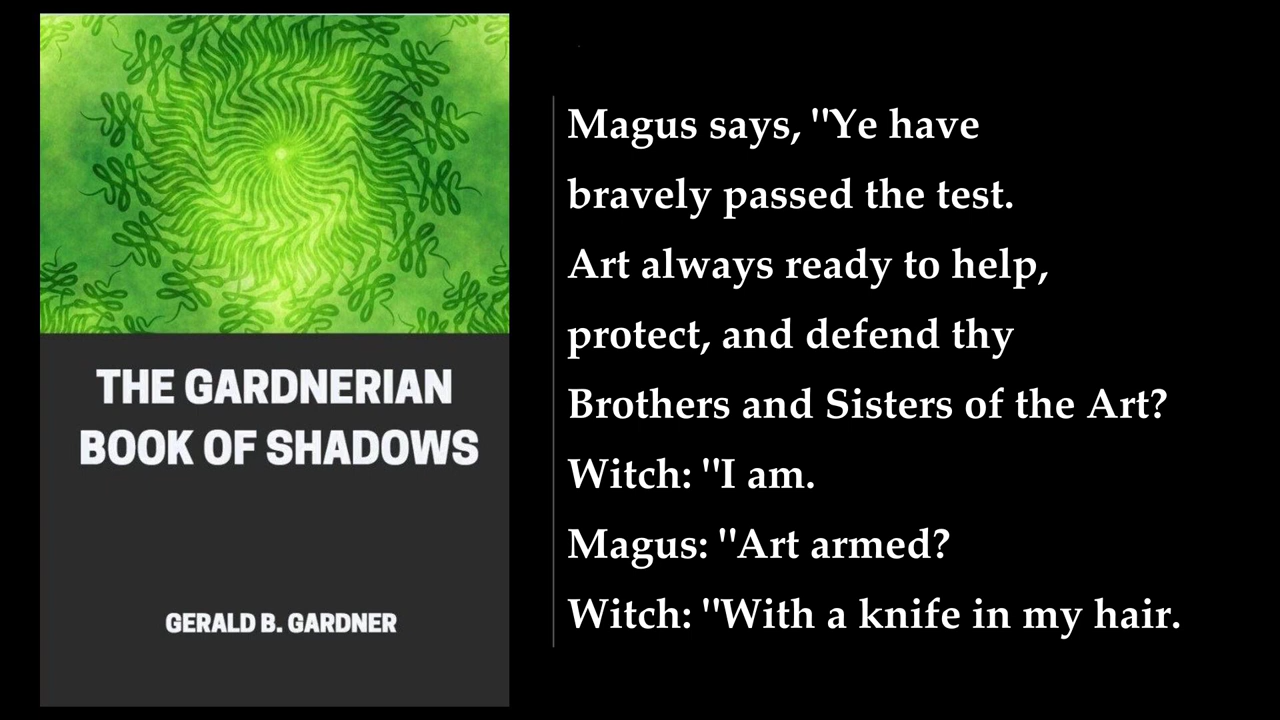 THE GARDNERIAN
BOOK OF SHADOWS
GERALD B. GARDNER
Magus says, "Ye have
bravely passed the test.
Art always ready to help,
protect, and defend thy
Brothers and Sisters of the Art?
Witch: "I am.
Magus: "Art armed?
Witch: "With a knife in my hair.